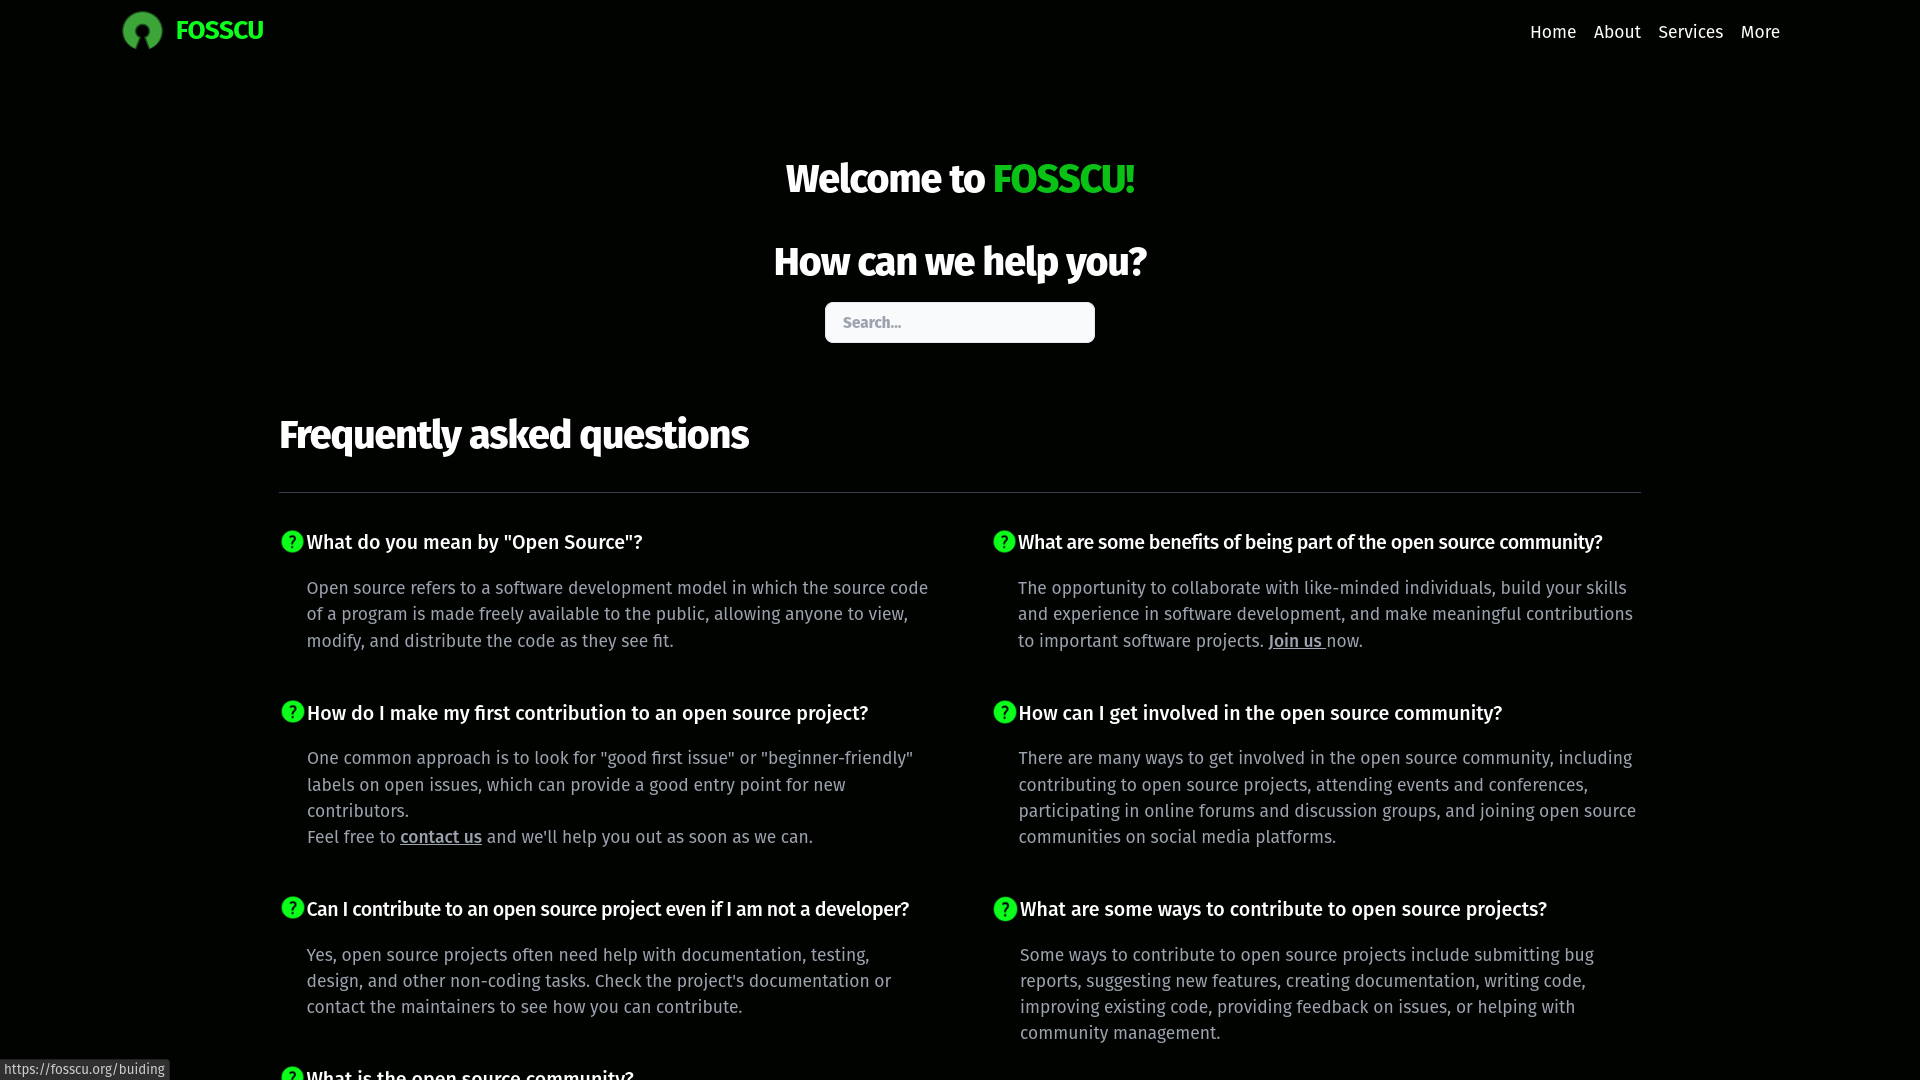 FOSSCU
Home About Services More
Welcome to FOSSCU!
How can we help you?
Search...
Frequently asked questions
? What do you mean by "Open Source"?
Open source refers to a software development model in which the source code
of a program is made freely available to the public, allowing anyone to view,
modify, and distribute the code as they see fit.
? What are some benefits of being part of the open source community?
The opportunity to collaborate with like-minded individuals, build your skills
and experience in software development, and make meaningful contributions
to important software projects. Join us now.
? How do I make my first contribution to an open source project?
One common approach is to look for "good first issue" or "beginner-friendly"
labels on open issues, which can provide a good entry point for new
contributors.
Feel free to contact us and we'll help you out as soon as we can.
? How can I get involved in the open source community?
There are many ways to get involved in the open source community, including
contributing to open source projects, attending events and conferences,
participating in online forums and discussion groups, and joining open source
communities on social media platforms.
? Can I contribute to an open source project even if I am not a developer?
Yes, open source projects often need help with documentation, testing,
design, and other non-coding tasks. Check the project's documentation or
contact the maintainers to see how you can contribute.
? What are some ways to contribute to open source projects?
Some ways to contribute to open source projects include submitting bug
reports, suggesting new features, creating documentation, writing code,
improving existing code, providing feedback on issues, or helping with
community management.
? What is the open source community?
https://fosscu.org/buiding